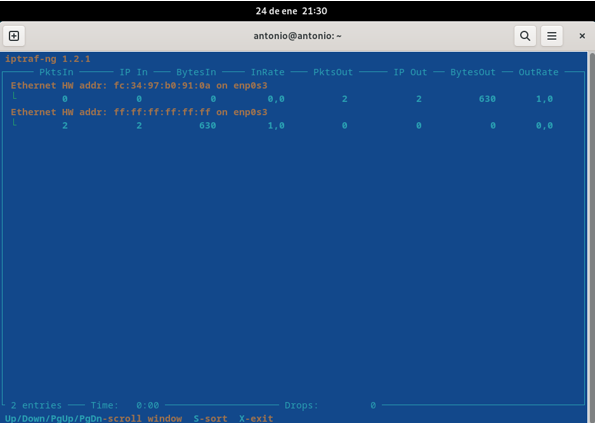 24 de ene 21:30
antonio@antonio: ~
iptraf-ng 1.2.1
PktsIn IP In BytesIn InRate PktsOut IP Out BytesOut OutRate
Ethernet HW addr: fc:34:97:b0:91:0a on enp0s3
0 0 0 0,0 2 2 630 1,0
Ethernet HW addr: ff:ff:ff:ff:ff:ff on enp0s3
2 2 630 1,0 0 0 0 0,0
2 entries Time: 0:00 Drops: 0
Up/Down/PgUp/PgDn-scroll window S-sort X-exit